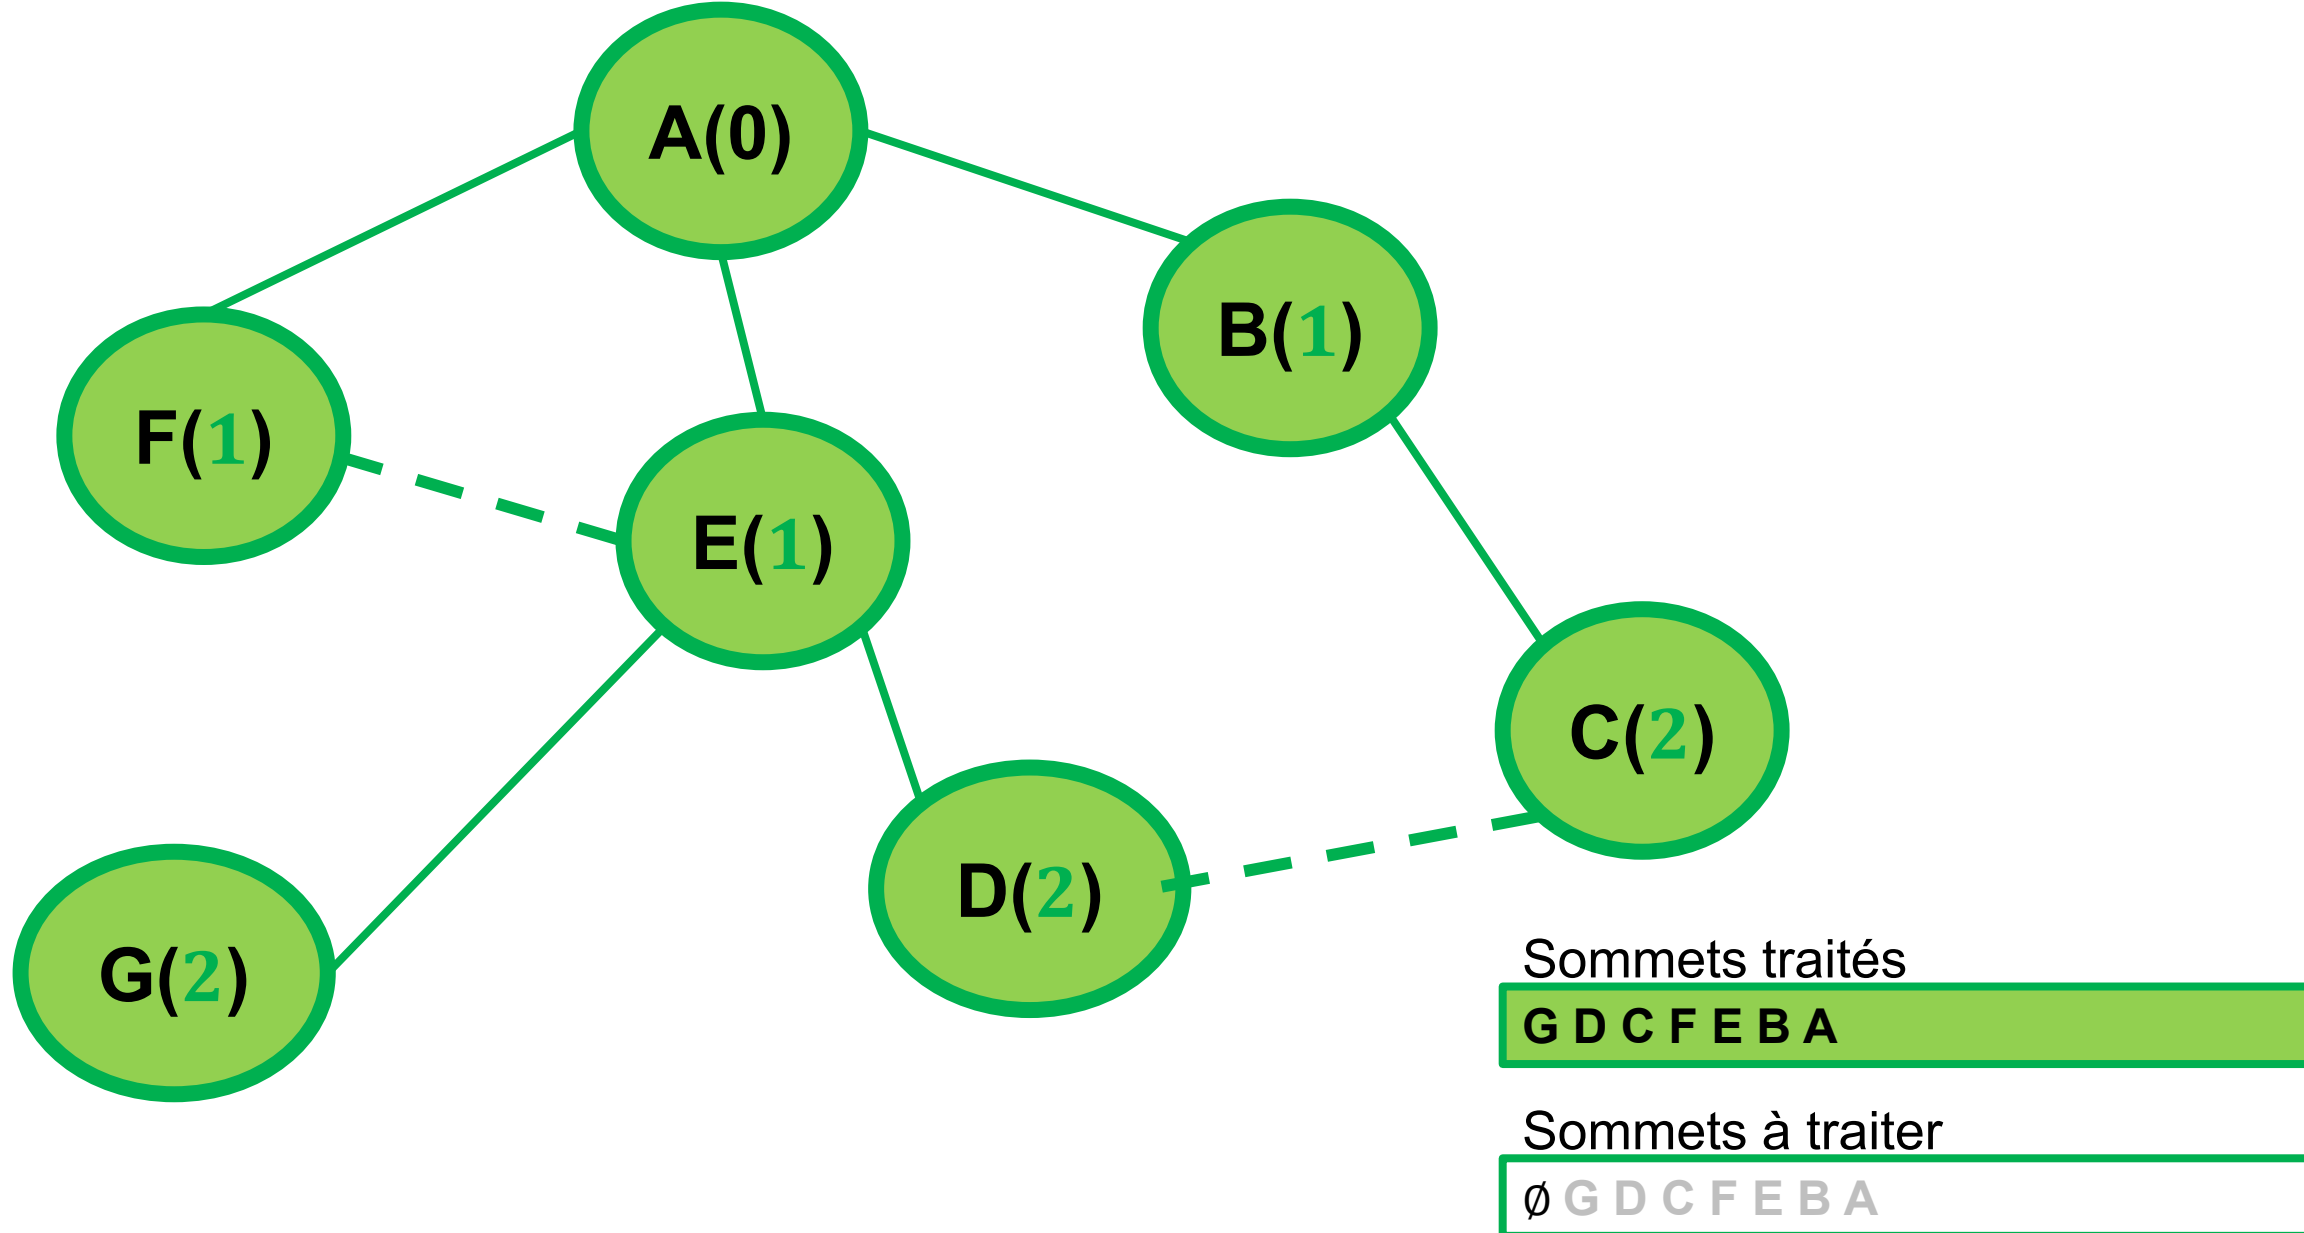 A(0)
B(1)
F(1)
E(1)
C(2)
D(2)
G(2)
Sommets traités
G D C F E B A
Sommets à traiter
∅ G D C F E B A